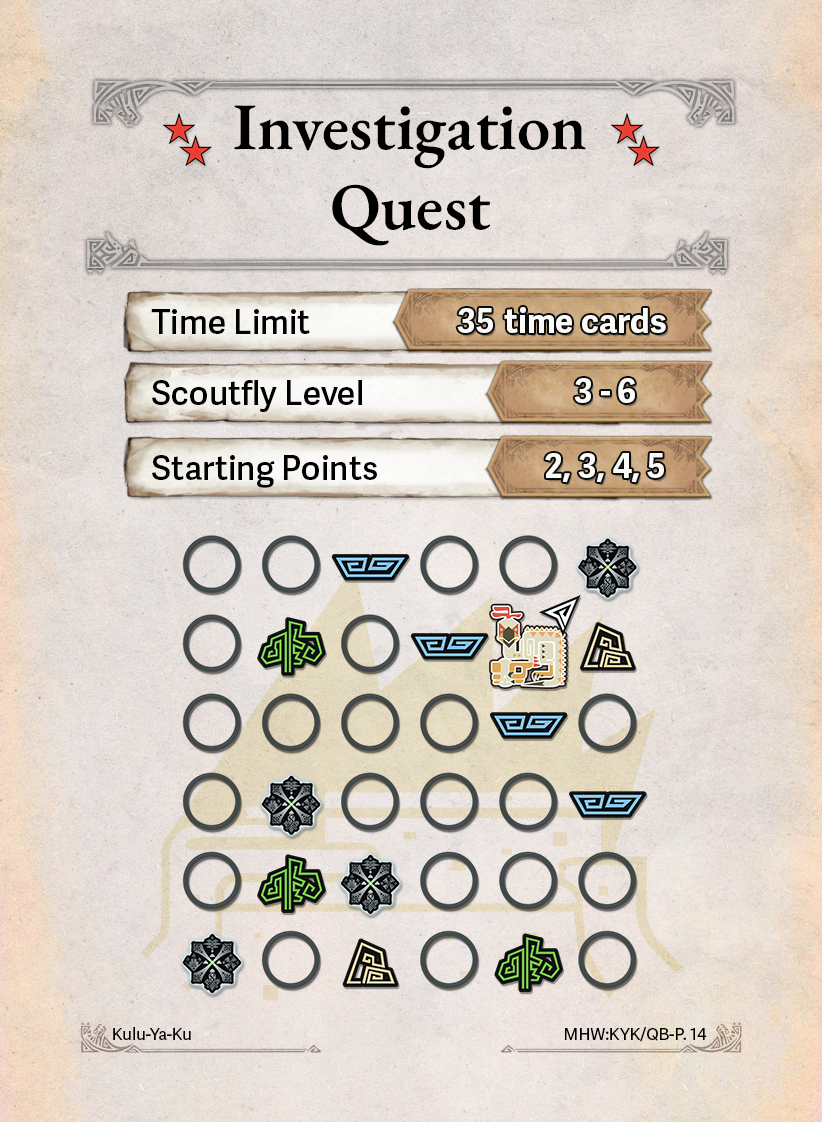 Investigation
Quest
Time Limit 35 time cards
Scoutfly Level 3 - 6
Starting Points 2, 3, 4, 5
Kulu-Ya-Ku MHW:KYK/QB-P. 14